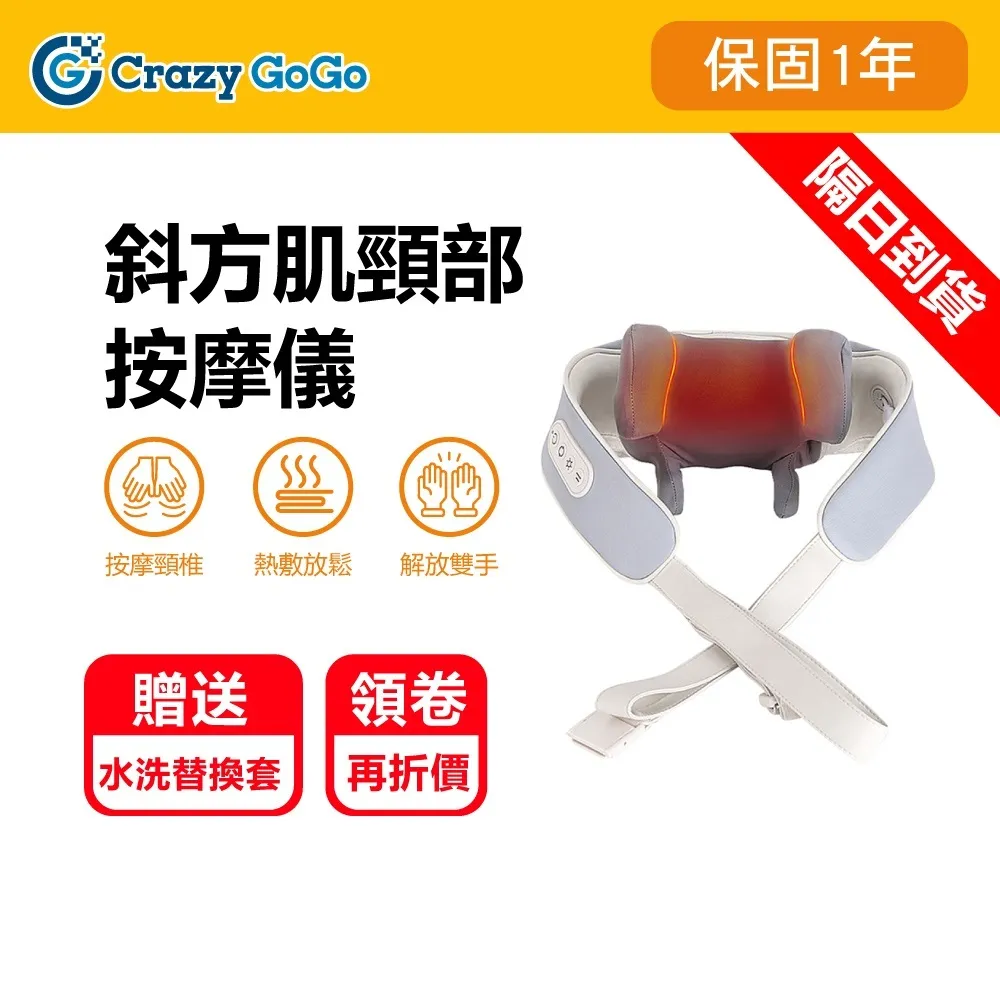 Crazy GoGo
保固1年
隔日到貨
斜方肌頸部
按摩儀
按摩頸椎
熱敷放鬆
解放雙手
贈送
水洗替換套
領卷
再折價